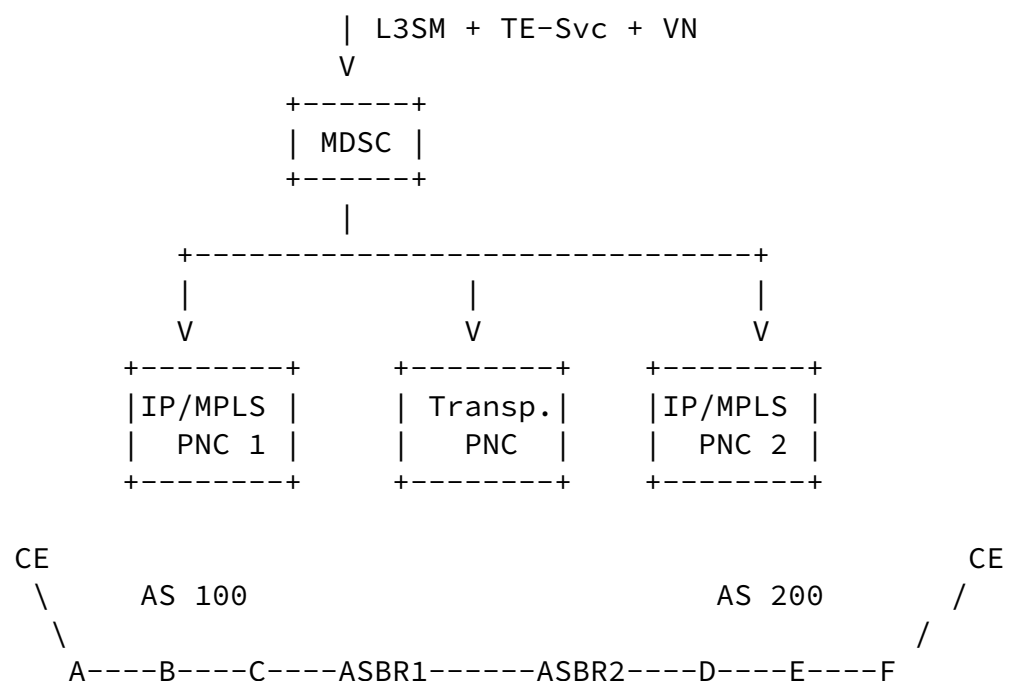 | L3SM + TE-Svc + VN
V
+------+
| MDSC |
+------+
|
+-------------------------------+
| | |
V V V
+--------+ +--------+ +--------+
|IP/MPLS | | Transp.| |IP/MPLS |
| PNC 1 | | PNC | | PNC 2 |
+--------+ +--------+ +--------+
CE CE
\ AS 100 AS 200 /
\ /
A----B----C----ASBR1------ASBR2----D----E----F